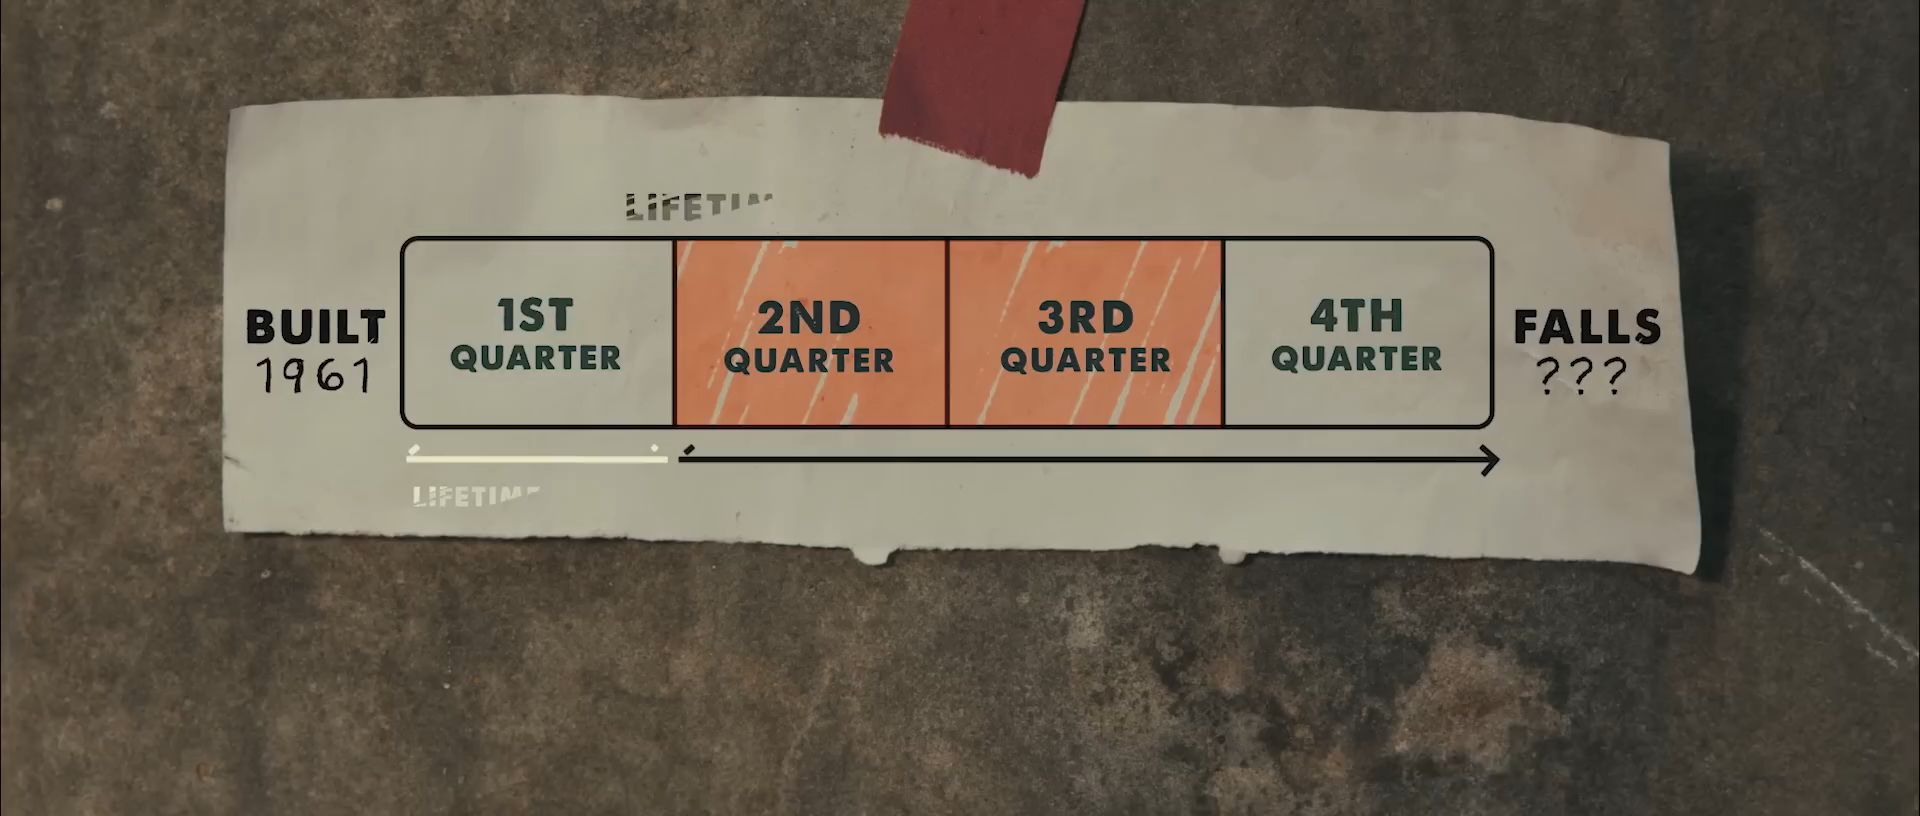 BUILT
1961
1ST
QUARTER
2ND
QUARTER
3RD
QUARTER
4TH
QUARTER
FALLS
???